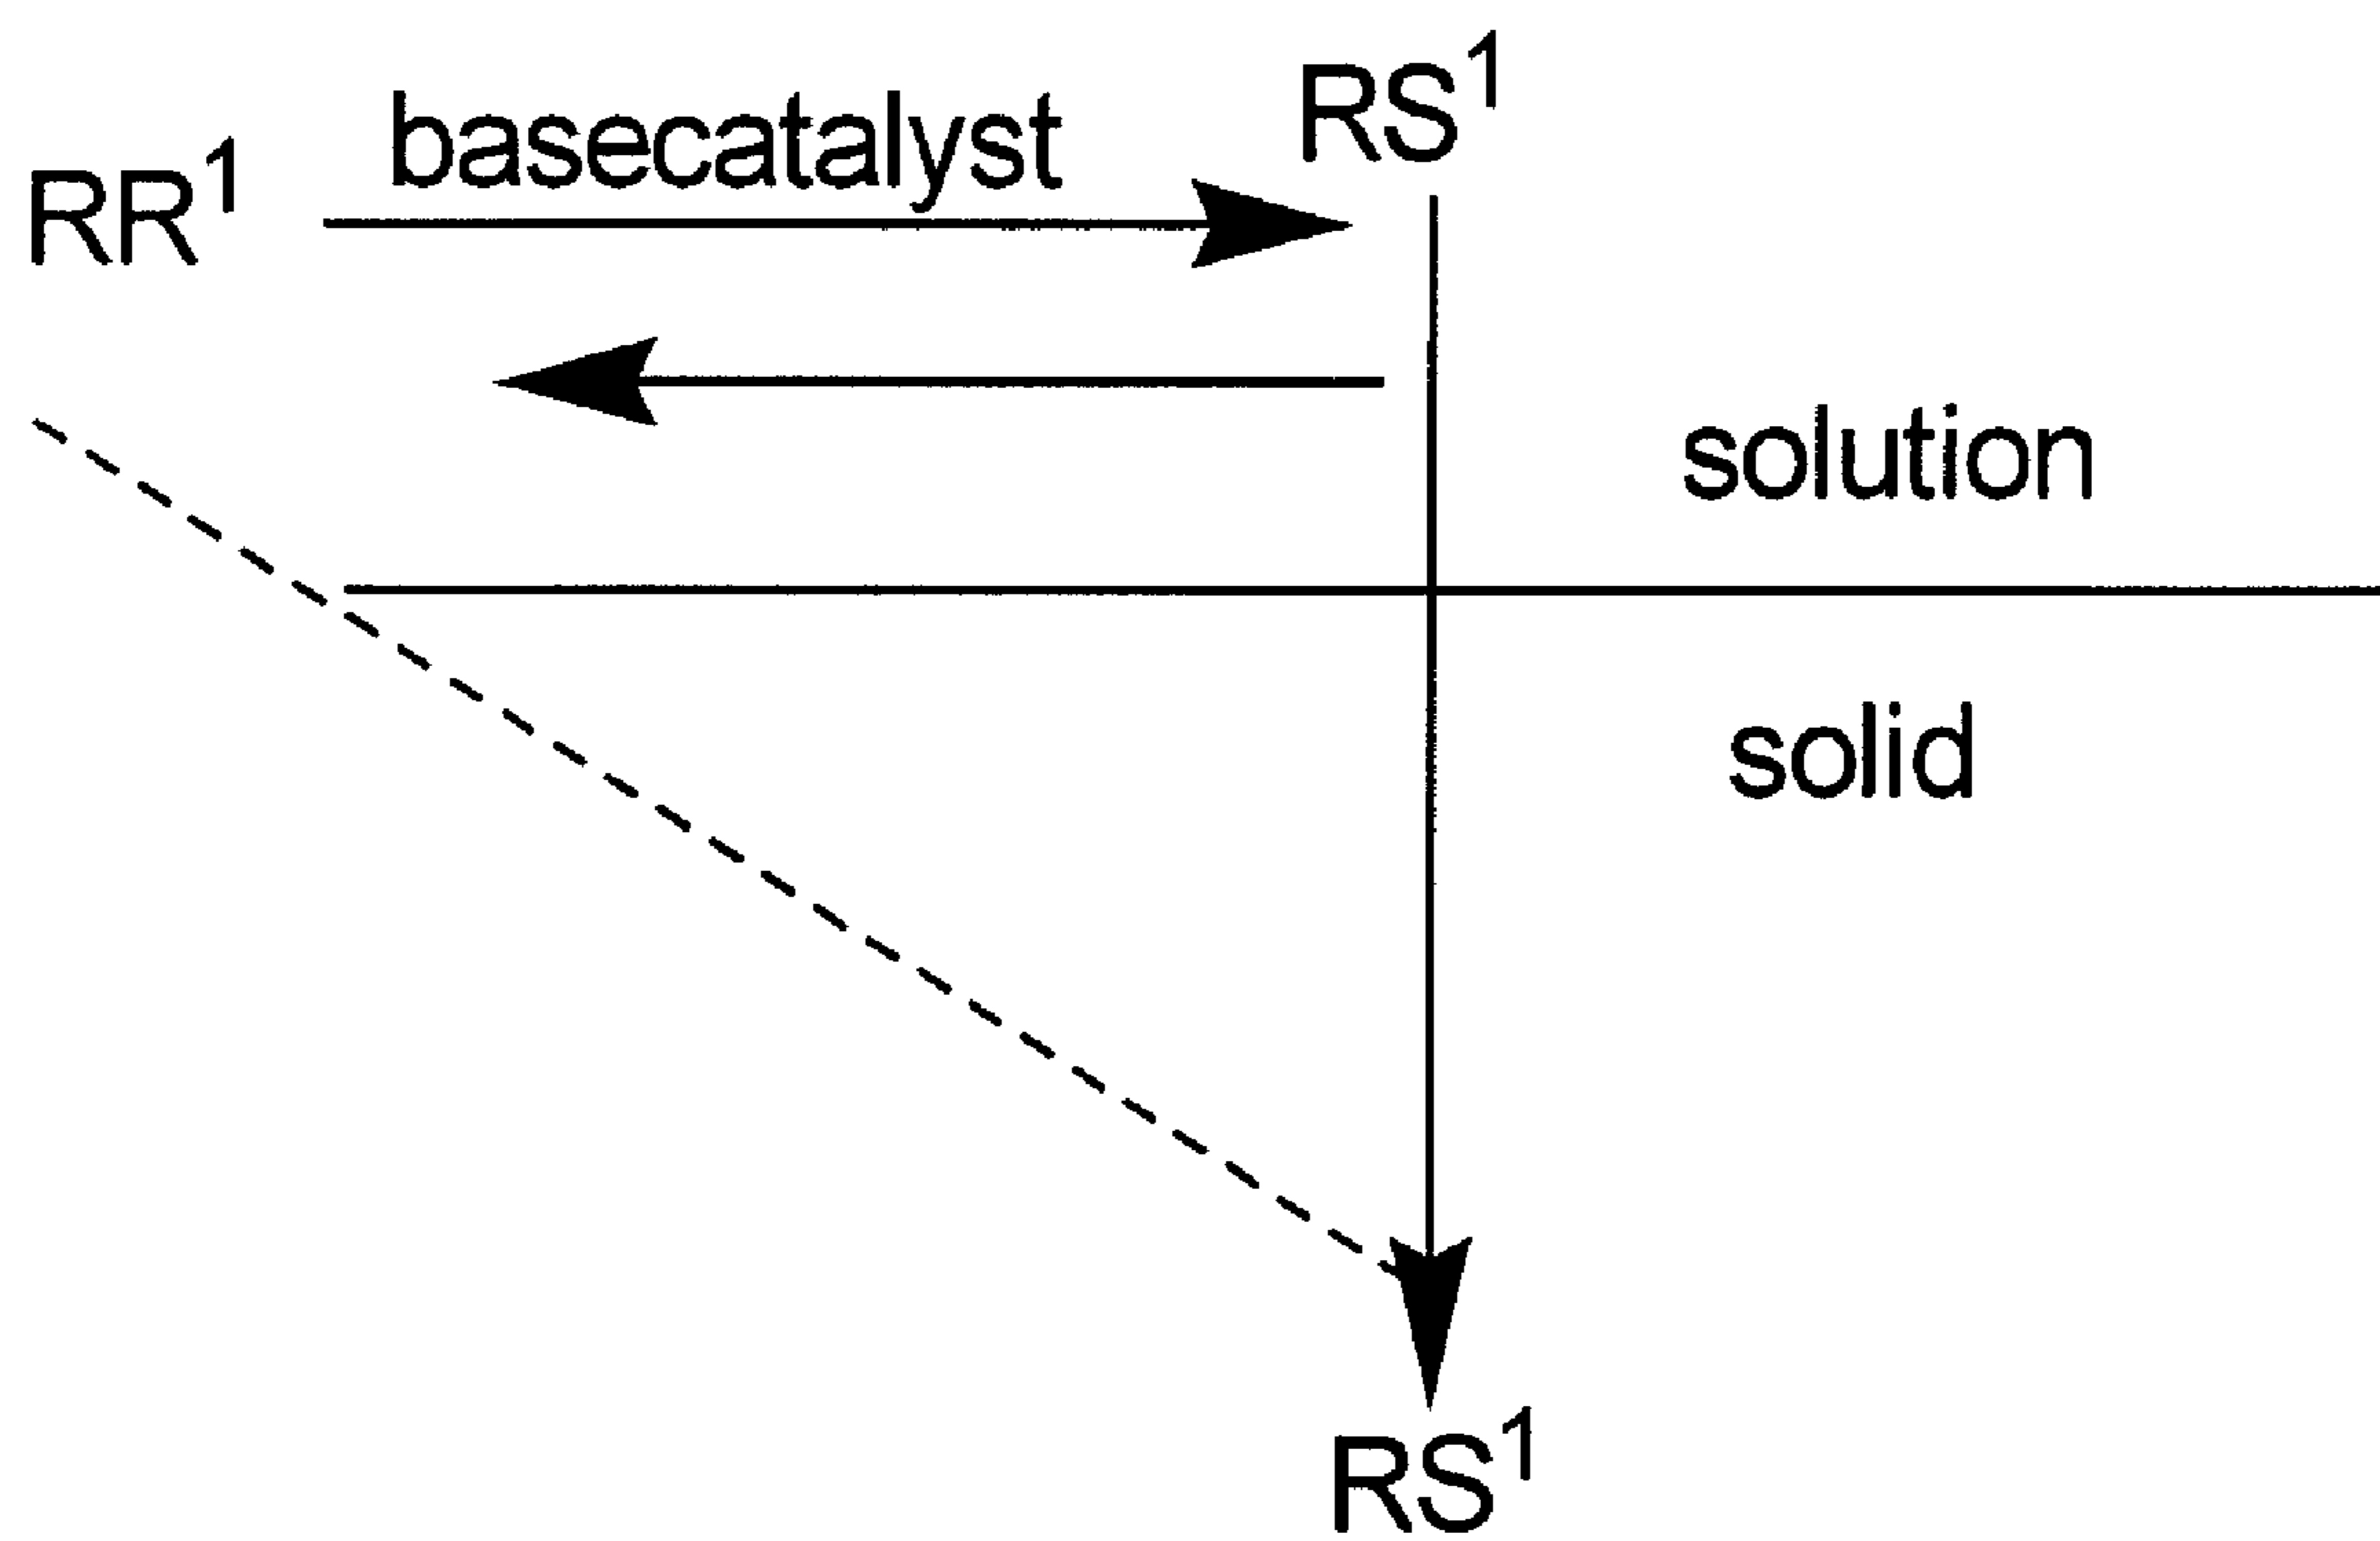 RR¹
basecatalyst
RS¹
solution
solid
RS¹